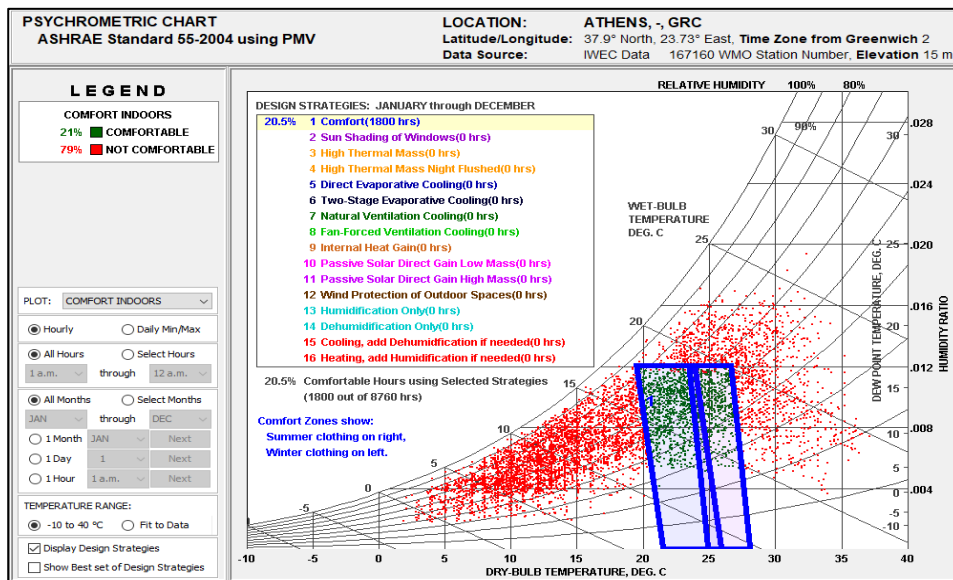 PSYCHROMETRIC CHART
ASHRAE Standard 55-2004 using PMV
LOCATION: ATHENS, -, GRC
Latitude/Longitude: 37.9° North, 23.73° East, Time Zone from Greenwich 2
Data Source: IWEC Data 167160 WMO Station Number, Elevation 15 m
LEGEND
COMFORT INDOORS
21% COMFORTABLE
79% NOT COMFORTABLE
PLOT: COMFORT INDOORS
Hourly Daily Min/Max
All Hours Select Hours
1 a.m. through 12 a.m.
All Months Select Months
JAN through DEC
1 Month JAN Next
1 Day 1 Next
1 Hour 1 a.m. Next
TEMPERATURE RANGE:
-10 to 40 °C Fit to Data
Display Design Strategies
Show Best set of Design Strategies
DESIGN STRATEGIES: JANUARY through DECEMBER
20.5% 1 Comfort(1800 hrs)
2 Sun Shading of Windows(0 hrs)
3 High Thermal Mass(0 hrs)
4 High Thermal Mass Night Flushed(0 hrs)
5 Direct Evaporative Cooling(0 hrs)
6 Two-Stage Evaporative Cooling(0 hrs)
7 Natural Ventilation Cooling(0 hrs)
8 Fan-Forced Ventilation Cooling(0 hrs)
9 Internal Heat Gain(0 hrs)
10 Passive Solar Direct Gain Low Mass(0 hrs)
11 Passive Solar Direct Gain High Mass(0 hrs)
12 Wind Protection of Outdoor Spaces(0 hrs)
13 Humidification Only(0 hrs)
14 Dehumidification Only(0 hrs)
15 Cooling, add Dehumidfication if needed(0 hrs)
16 Heating, add Humidification if needed(0 hrs)
20.5% Comfortable Hours using Selected Strategies
(1800 out of 8760 hrs)
Comfort Zones show:
Summer clothing on right,
Winter clothing on left.
RELATIVE HUMIDITY 100% 80%
90%
WET-BULB
TEMPERATURE
DEG. C
-5
0
5
10
15
20
25
30
1
DEW POINT TEMPERATURE, DEG. C
30
25
20
15
10
5
0
-5
-10
HUMIDITY RATIO
.028
.024
.020
.016
.012
.008
.004
-10 -5 0 5 10 15 20 25 30 35 40
DRY-BULB TEMPERATURE, DEG. C